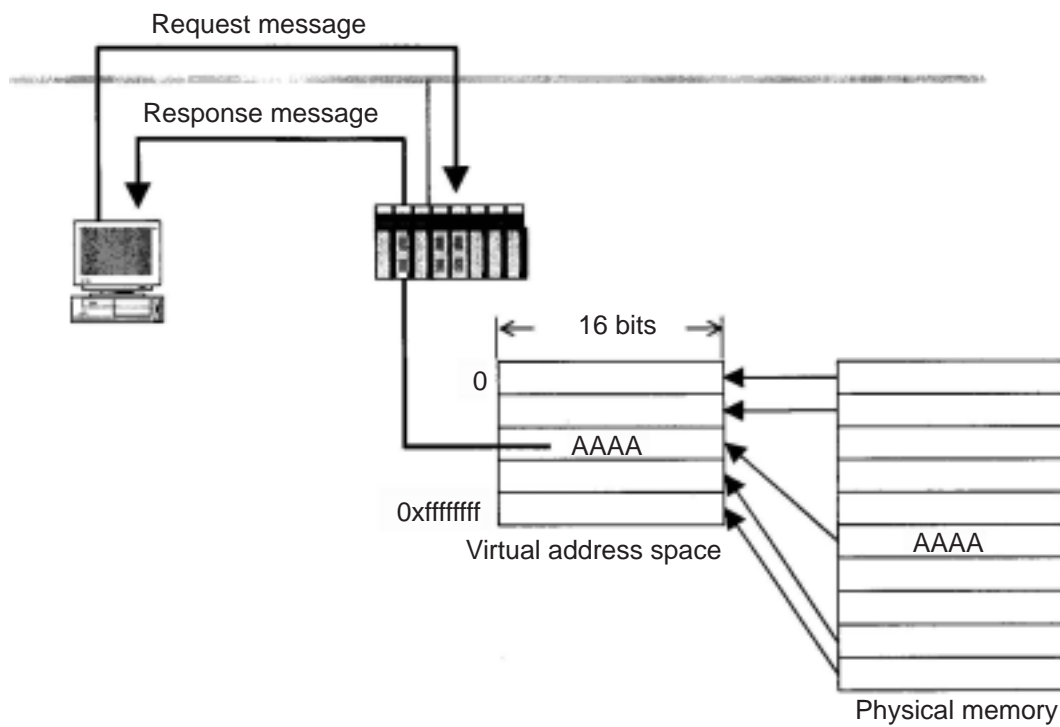 Request message
Response message
16 bits
0
AAAA
0xffffffff
AAAA
Virtual address space
Physical memory